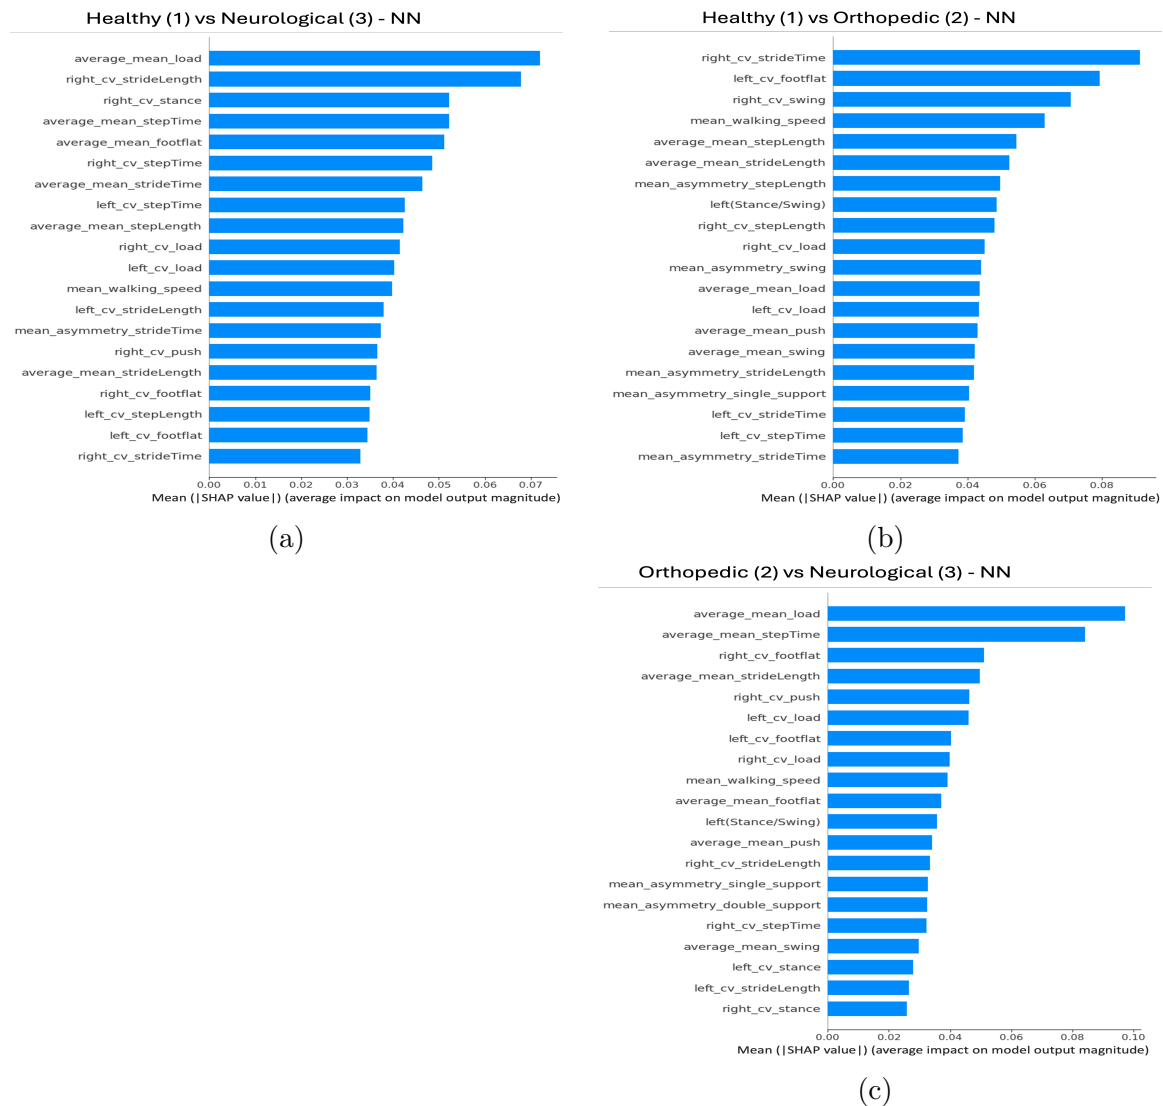 Healthy (1) vs Neurological (3) - NN
average_mean_load
right_cv_strideLength
right_cv_stance
average_mean_stepTime
average_mean_footflat
right_cv_stepTime
average_mean_strideTime
left_cv_stepTime
average_mean_stepLength
right_cv_load
left_cv_load
mean_walking_speed
left_cv_strideLength
mean_asymmetry_strideTime
right_cv_push
average_mean_strideLength
right_cv_footflat
left_cv_stepLength
left_cv_footflat
right_cv_strideTime
0.00 0.01 0.02 0.03 0.04 0.05 0.06 0.07
Mean (|SHAP value|) (average impact on model output magnitude)
(a)
Healthy (1) vs Orthopedic (2) - NN
right_cv_strideTime
left_cv_footflat
right_cv_swing
mean_walking_speed
average_mean_stepLength
average_mean_strideLength
mean_asymmetry_stepLength
left(Stance/Swing)
right_cv_stepLength
right_cv_load
mean_asymmetry_swing
average_mean_load
left_cv_load
average_mean_push
average_mean_swing
mean_asymmetry_strideLength
mean_asymmetry_single_support
left_cv_strideTime
left_cv_stepTime
mean_asymmetry_strideTime
0.00 0.02 0.04 0.06 0.08
Mean (|SHAP value|) (average impact on model output magnitude)
(b)
Orthopedic (2) vs Neurological (3) - NN
average_mean_load
average_mean_stepTime
right_cv_footflat
average_mean_strideLength
right_cv_push
left_cv_load
left_cv_footflat
right_cv_load
mean_walking_speed
average_mean_footflat
left(Stance/Swing)
average_mean_push
right_cv_strideLength
mean_asymmetry_single_support
mean_asymmetry_double_support
right_cv_stepTime
average_mean_swing
left_cv_stance
left_cv_strideLength
right_cv_stance
0.00 0.02 0.04 0.06 0.08 0.10
Mean (|SHAP value|) (average impact on model output magnitude)
(c)